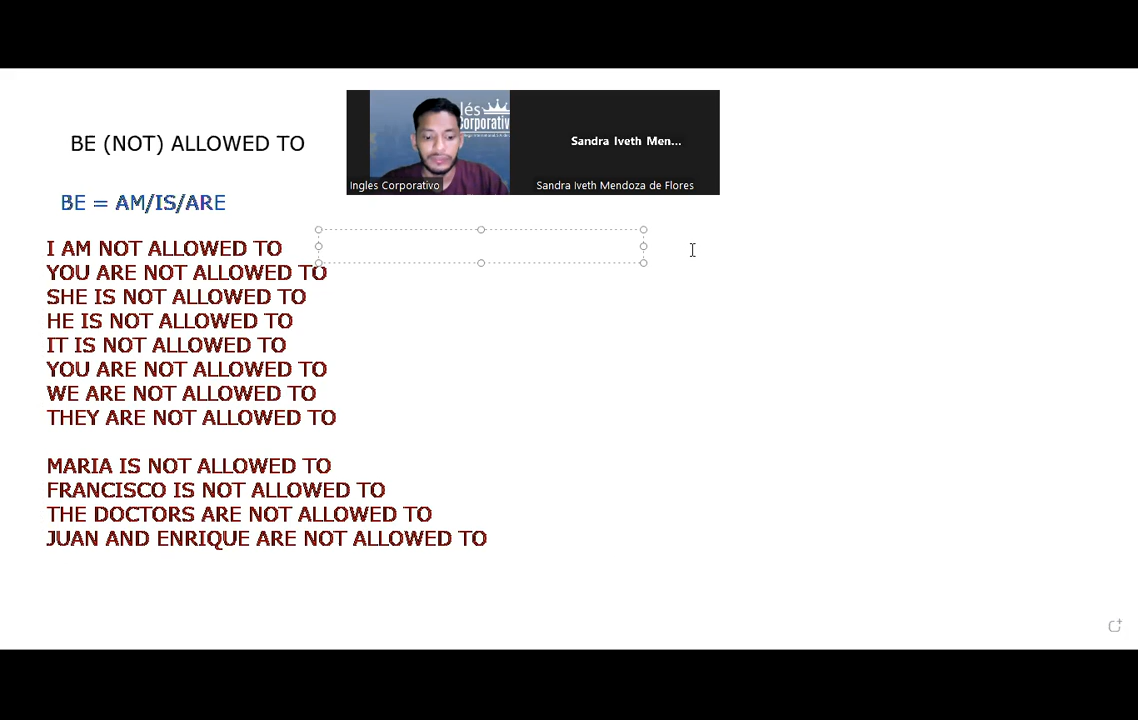 lés
Corporativo
Ingles Corporativo
Sandra Iveth Men...
Sandra Iveth Mendoza de Flores
BE (NOT) ALLOWED TO
BE = AM/IS/ARE
I AM NOT ALLOWED TO
YOU ARE NOT ALLOWED TO
SHE IS NOT ALLOWED TO
HE IS NOT ALLOWED TO
IT IS NOT ALLOWED TO
YOU ARE NOT ALLOWED TO
WE ARE NOT ALLOWED TO
THEY ARE NOT ALLOWED TO
MARIA IS NOT ALLOWED TO
FRANCISCO IS NOT ALLOWED TO
THE DOCTORS ARE NOT ALLOWED TO
JUAN AND ENRIQUE ARE NOT ALLOWED TO